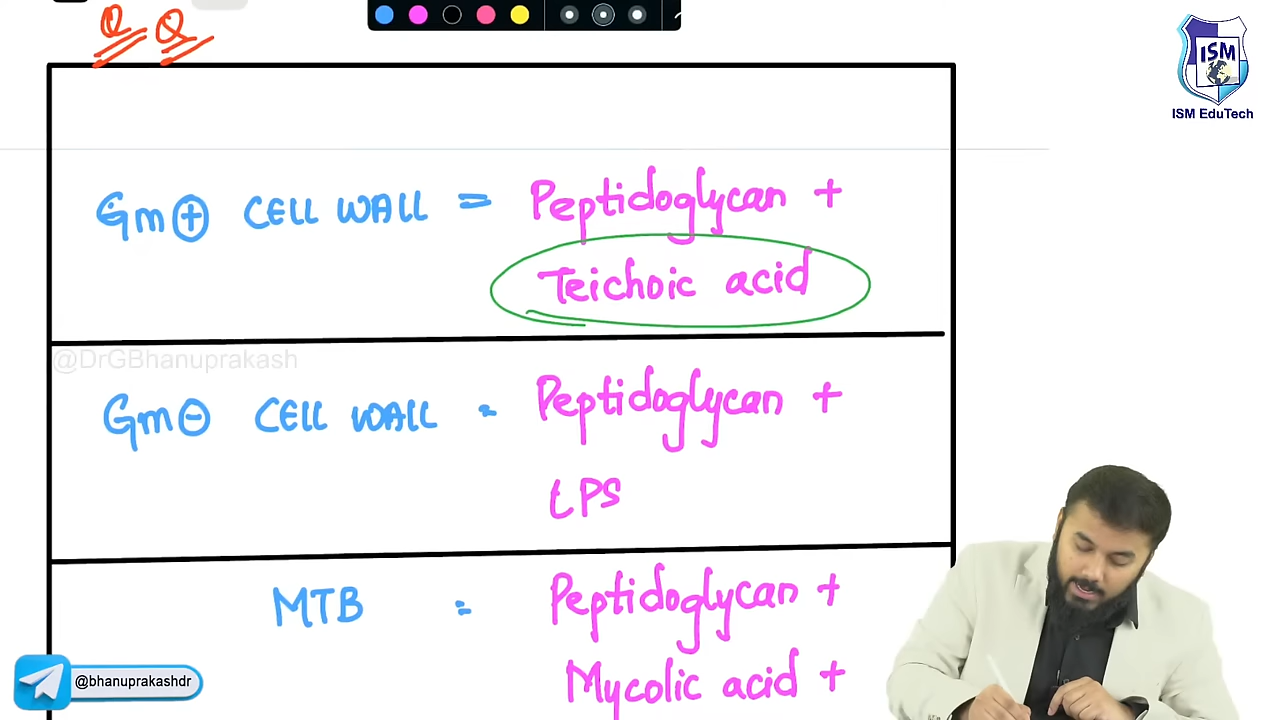 Q Q
ISM
ISM EduTech
Gm⊕ CELL WALL = Peptidoglycan +
Teichoic acid
@DrGBhanuprakash
Gm⊖ CELL WALL = Peptidoglycan +
LPS
MTB = Peptidoglycan +
Mycolic acid +
@bhanuprakashdr